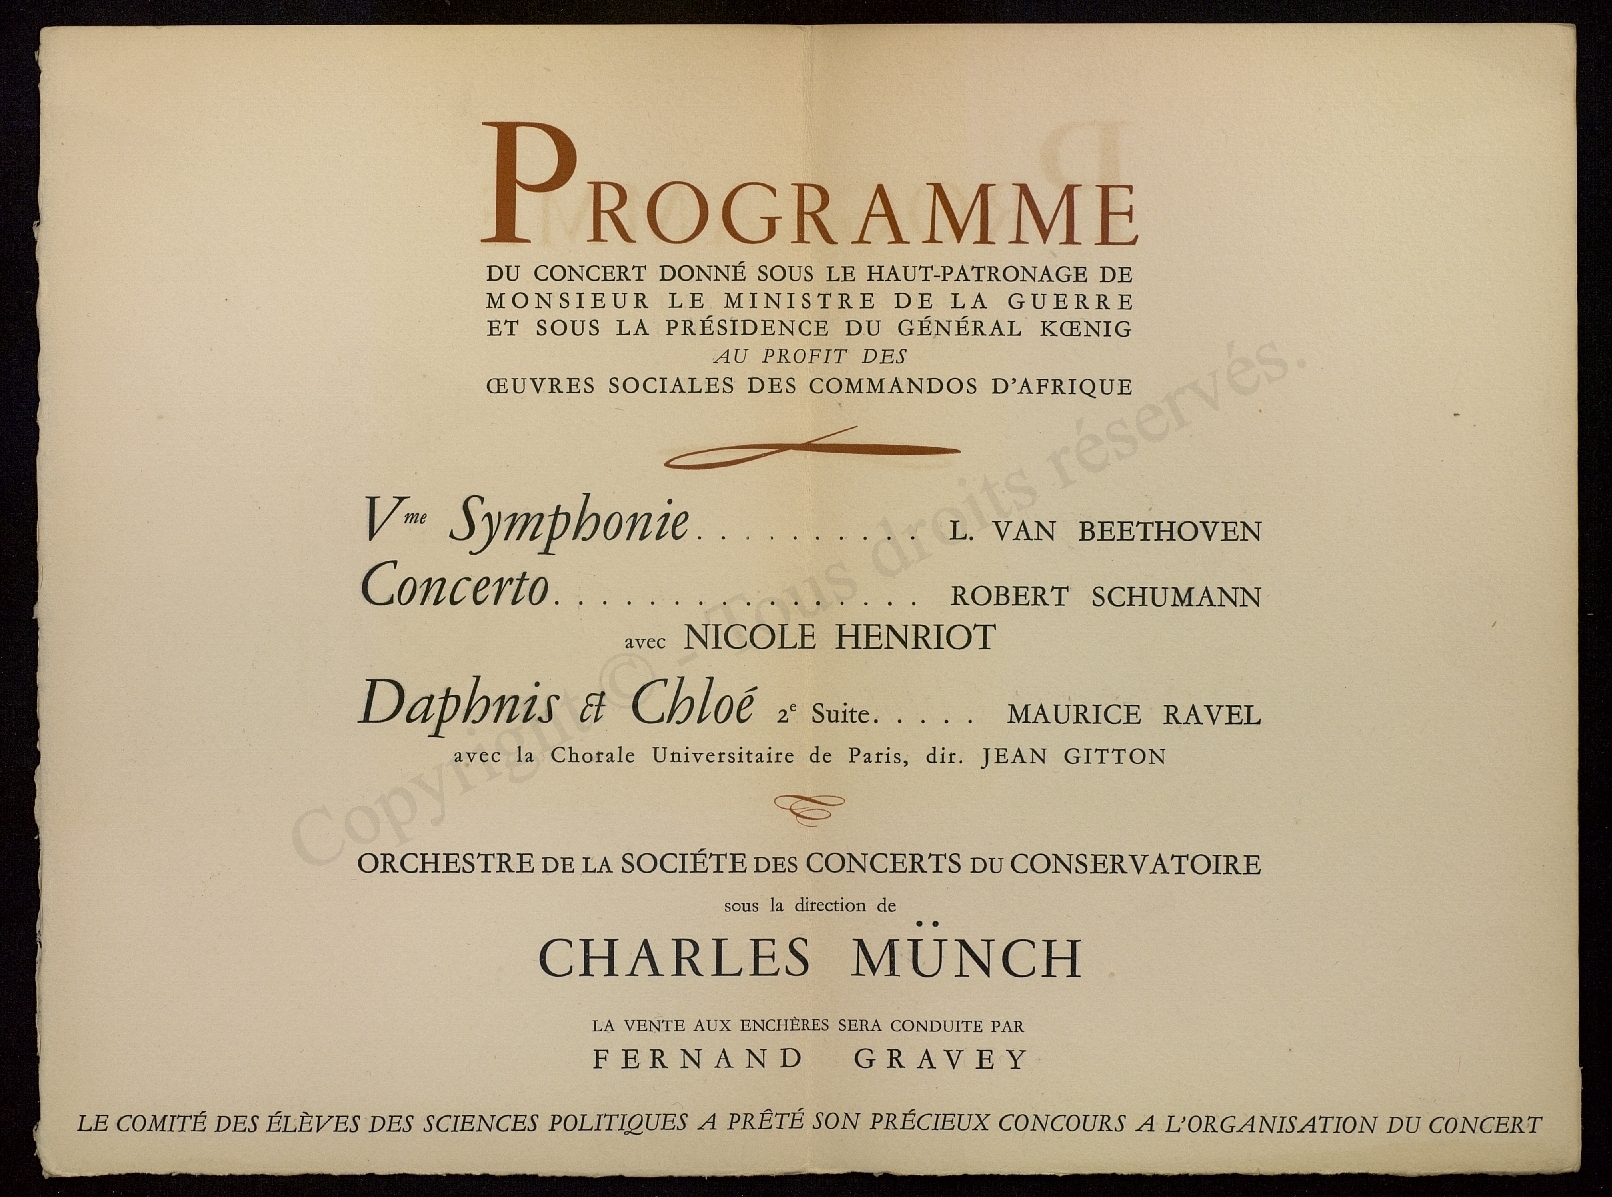 PROGRAMME
DU CONCERT DONNÉ SOUS LE HAUT-PATRONAGE DE
MONSIEUR LE MINISTRE DE LA GUERRE
ET SOUS LA PRÉSIDENCE DU GÉNÉRAL KŒNIG
AU PROFIT DES
ŒUVRES SOCIALES DES COMMANDOS D'AFRIQUE
Vme Symphonie.......... L. VAN BEETHOVEN
Concerto................ ROBERT SCHUMANN
avec NICOLE HENRIOT
Daphnis et Chloé 2e Suite..... MAURICE RAVEL
avec la Chorale Universitaire de Paris, dir. JEAN GITTON
ORCHESTRE DE LA SOCIÉTE DES CONCERTS DU CONSERVATOIRE
sous la direction de
CHARLES MÜNCH
LA VENTE AUX ENCHÈRES SERA CONDUITE PAR
FERNAND GRAVEY
LE COMITÉ DES ÉLÈVES DES SCIENCES POLITIQUES A PRÊTÉ SON PRÉCIEUX CONCOURS A L'ORGANISATION DU CONCERT
Copyright © - Tous droits réservés.